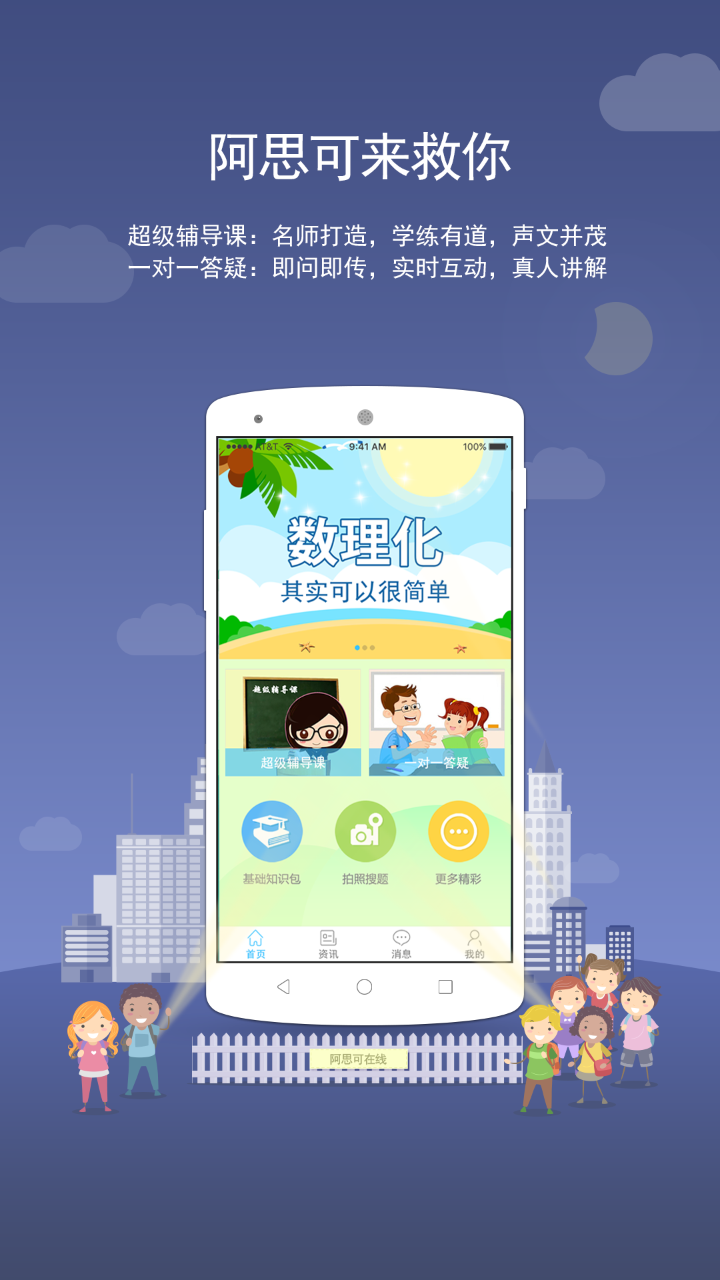 阿思可来救你
超级辅导课：名师打造，学练有道，声文并茂
一对一答疑：即问即传，实时互动，真人讲解
AT&T 9:41 AM 100%
数理化
其实可以很简单
超级辅导课
超级辅导课 一对一答疑
基础知识包 拍照搜题 更多精彩
首页 资讯 消息 我的
阿思可在线